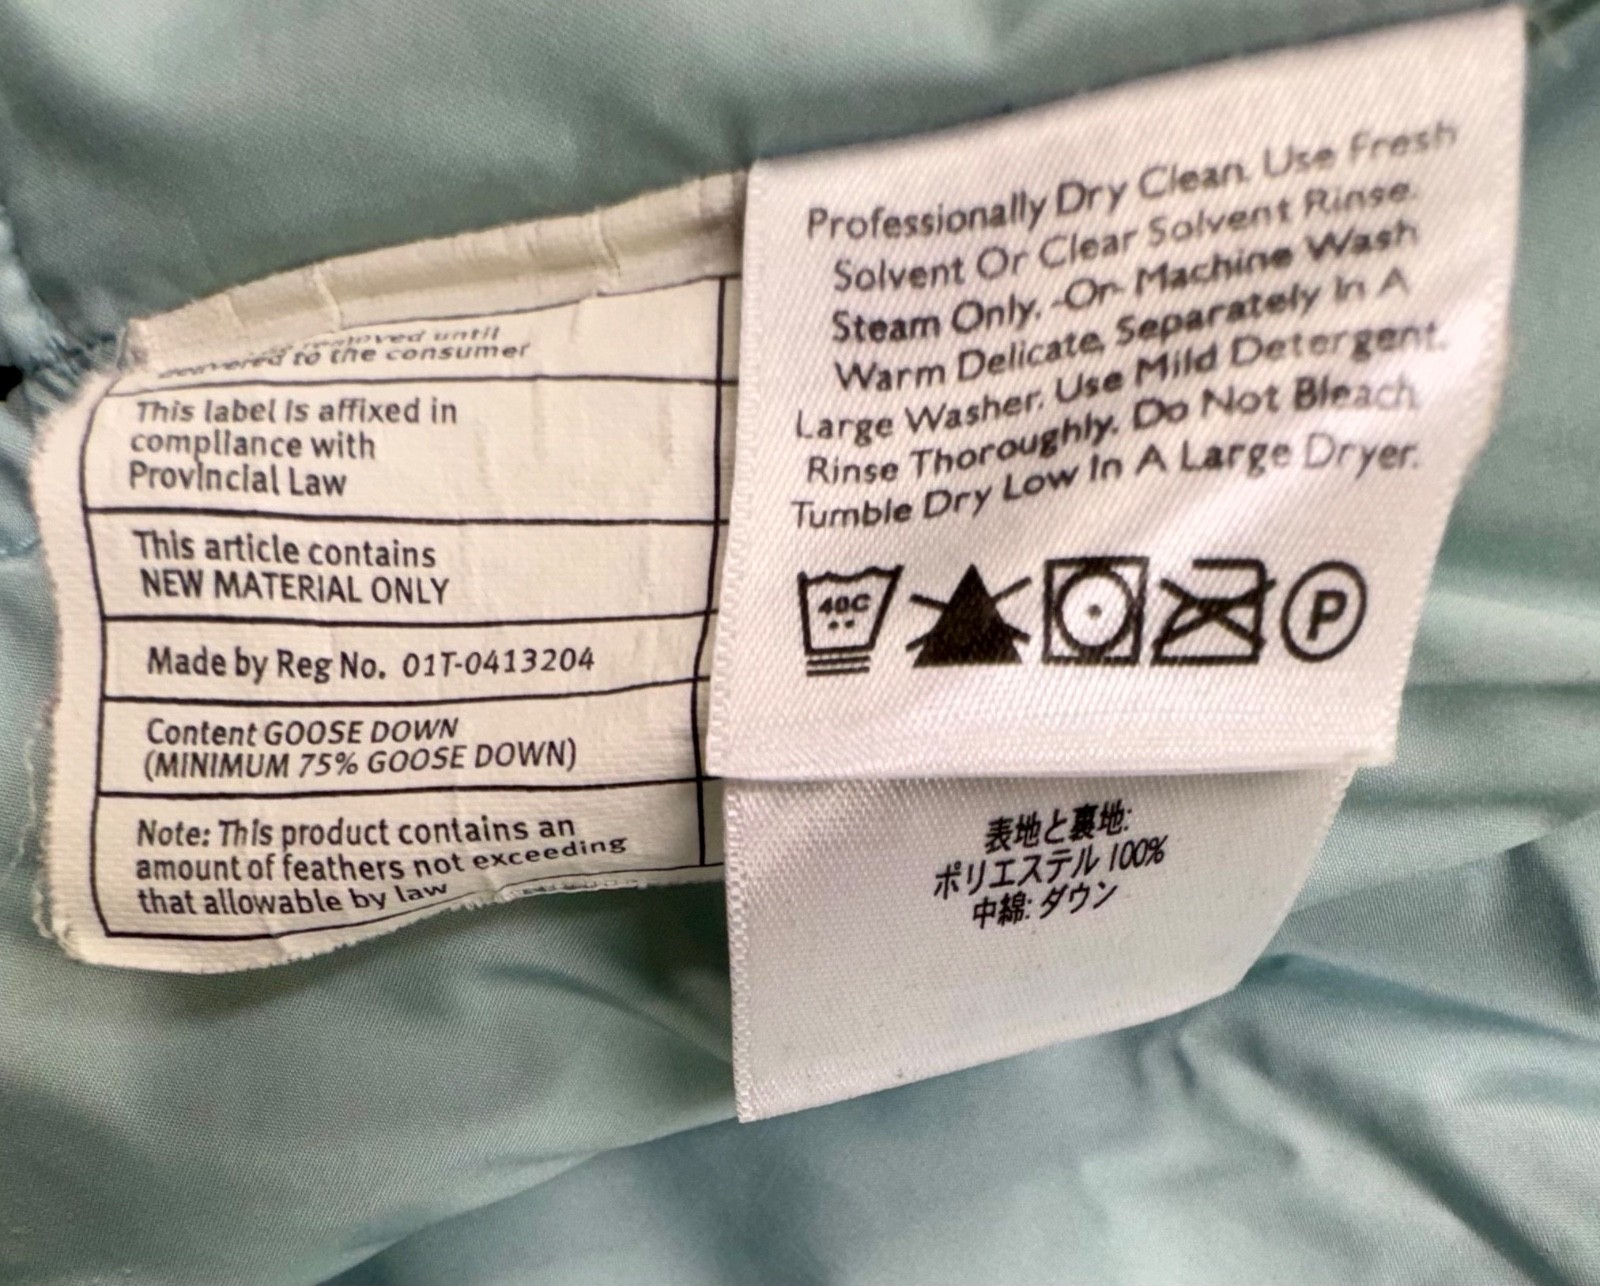 removed until
delivered to the consumer
This label is affixed in
compliance with
Provincial Law
This article contains
NEW MATERIAL ONLY
Made by Reg No. 01T-0413204
Content GOOSE DOWN
(MINIMUM 75% GOOSE DOWN)
Note: This product contains an
amount of feathers not exceeding
that allowable by law
Professionally Dry Clean. Use Fresh
Solvent Or Clear Solvent Rinse.
Steam Only. -Or- Machine Wash
Warm Delicate, Separately In A
Large Washer. Use Mild Detergent.
Rinse Thoroughly. Do Not Bleach.
Tumble Dry Low In A Large Dryer.
40C
P
表地と裏地:
ポリエステル 100%
中綿: ダウン